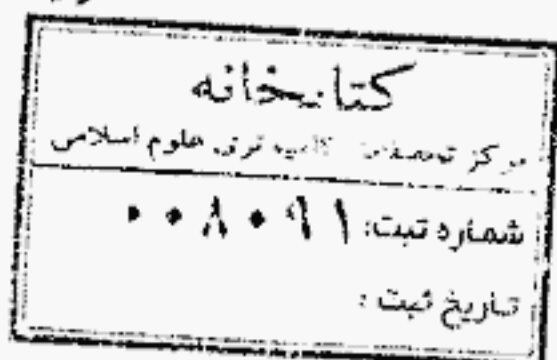 کتابخانه
مرکز تحقیقات کامپیوتری علوم اسلامی
شماره ثبت: ۰۰۸۰۹۱
تاریخ ثبت :